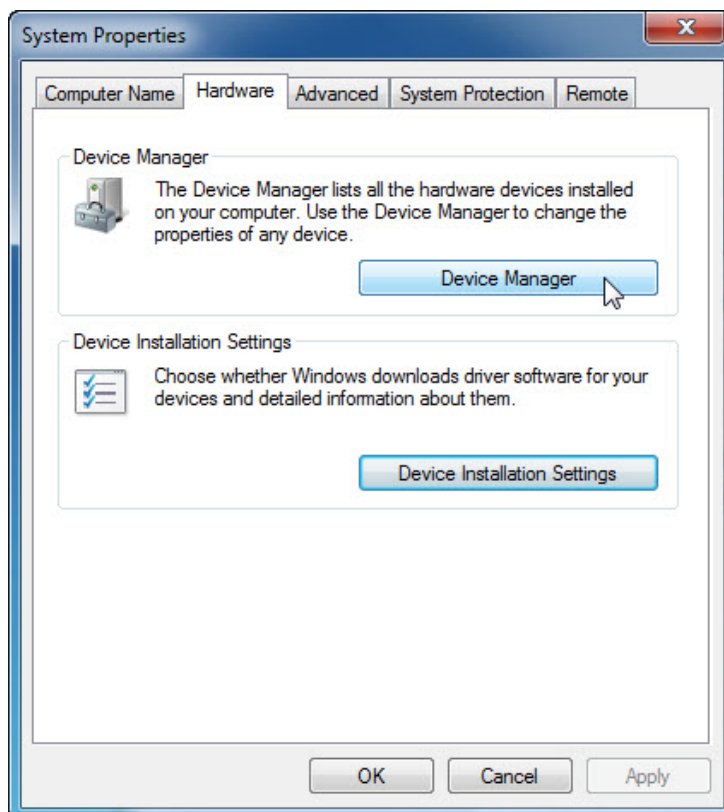 System Properties
Computer Name
Hardware
Advanced
System Protection
Remote
Device Manager
The Device Manager lists all the hardware devices installed
on your computer. Use the Device Manager to change the
properties of any device.
Device Manager
Device Installation Settings
Choose whether Windows downloads driver software for your
devices and detailed information about them.
Device Installation Settings
OK
Cancel
Apply